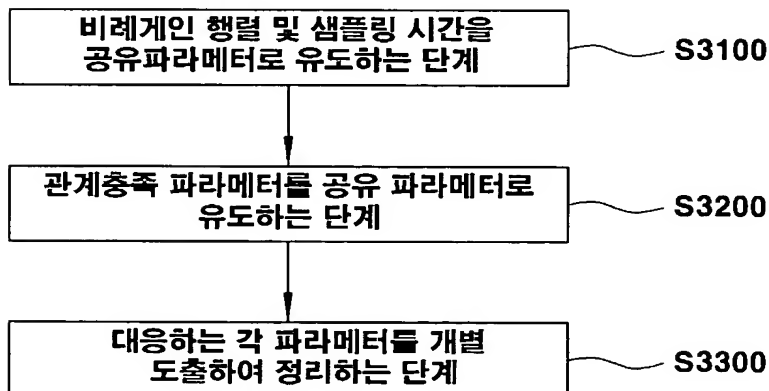 비례게인 행렬 및 샘플링 시간을
공유파라메터로 유도하는 단계
S3100
관계충족 파라메터를 공유 파라메터로
유도하는 단계
S3200
대응하는 각 파라메터를 개별
도출하여 정리하는 단계
S3300